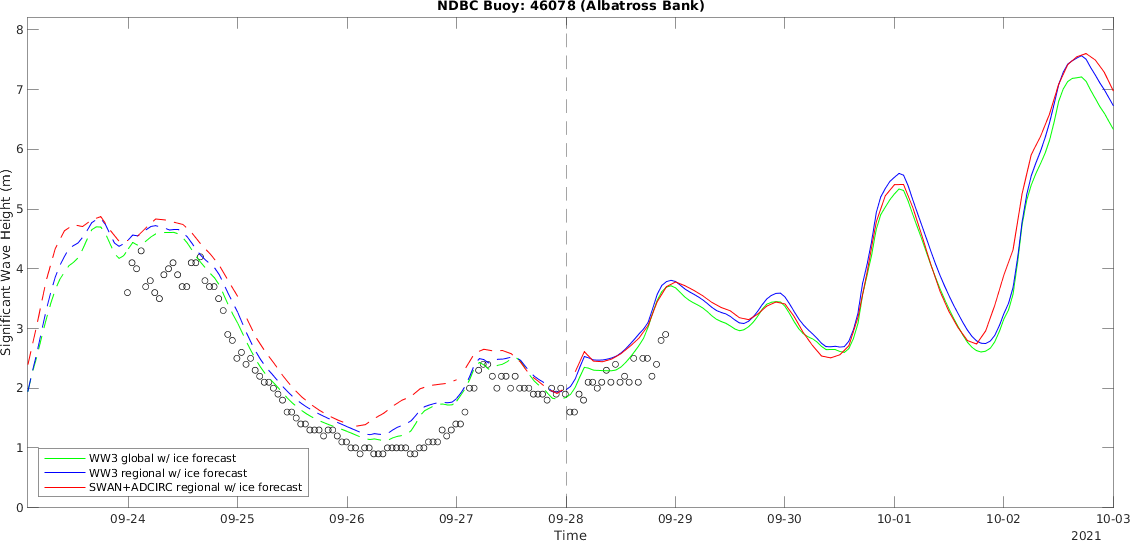 NDBC Buoy: 46078 (Albatross Bank)
8
7
6
5
4
3
2
1
0
Significant Wave Height (m)
WW3 global w/ ice forecast
WW3 regional w/ ice forecast
SWAN+ADCIRC regional w/ ice forecast
09-24 09-25 09-26 09-27 09-28 09-29 09-30 10-01 10-02 10-03
Time
2021